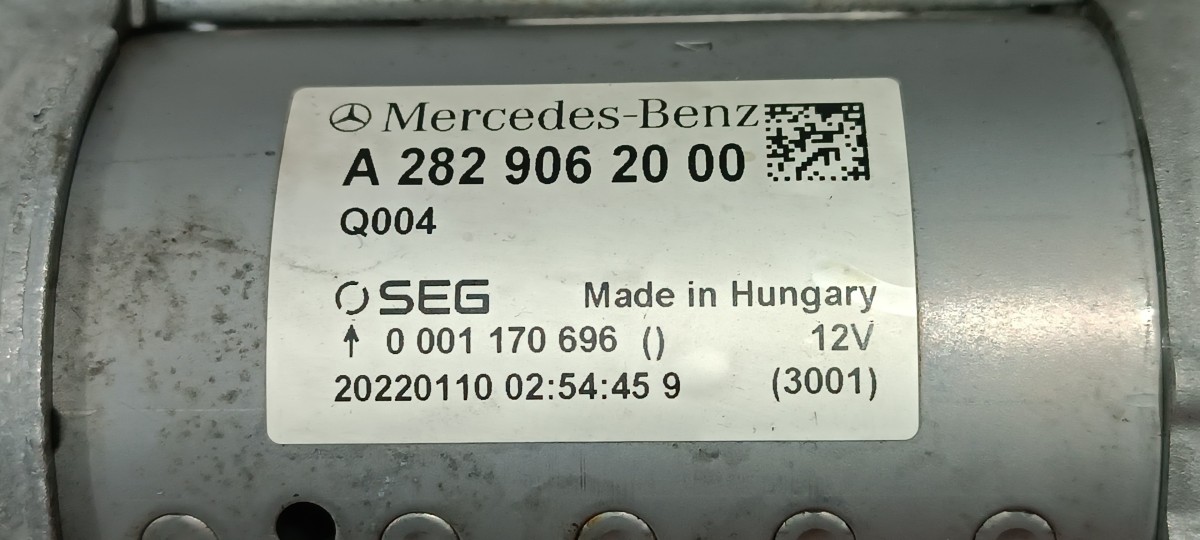 Mercedes-Benz
A 282 906 20 00
Q004
SEG Made in Hungary
0 001 170 696 () 12V
20220110 02:54:45 9 (3001)